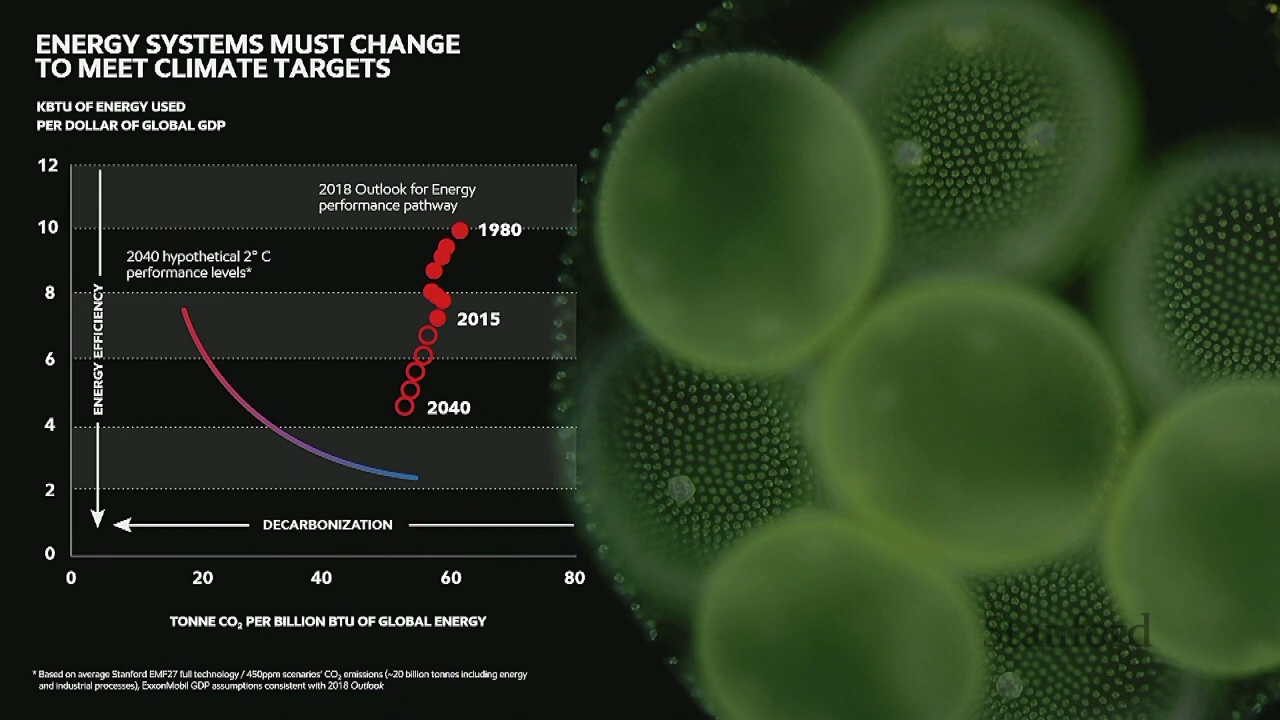 ENERGY SYSTEMS MUST CHANGE
TO MEET CLIMATE TARGETS
KBTU OF ENERGY USED
PER DOLLAR OF GLOBAL GDP
12
10
8
6
4
2
0
ENERGY EFFICIENCY
2018 Outlook for Energy
performance pathway
1980
2040 hypothetical 2° C
performance levels*
2015
2040
DECARBONIZATION
0 20 40 60 80
TONNE CO₂ PER BILLION BTU OF GLOBAL ENERGY
* Based on average Stanford EMF27 full technology / 450ppm scenarios' CO₂ emissions (~20 billion tonnes including energy
and industrial processes), ExxonMobil GDP assumptions consistent with 2018 Outlook
Stanford